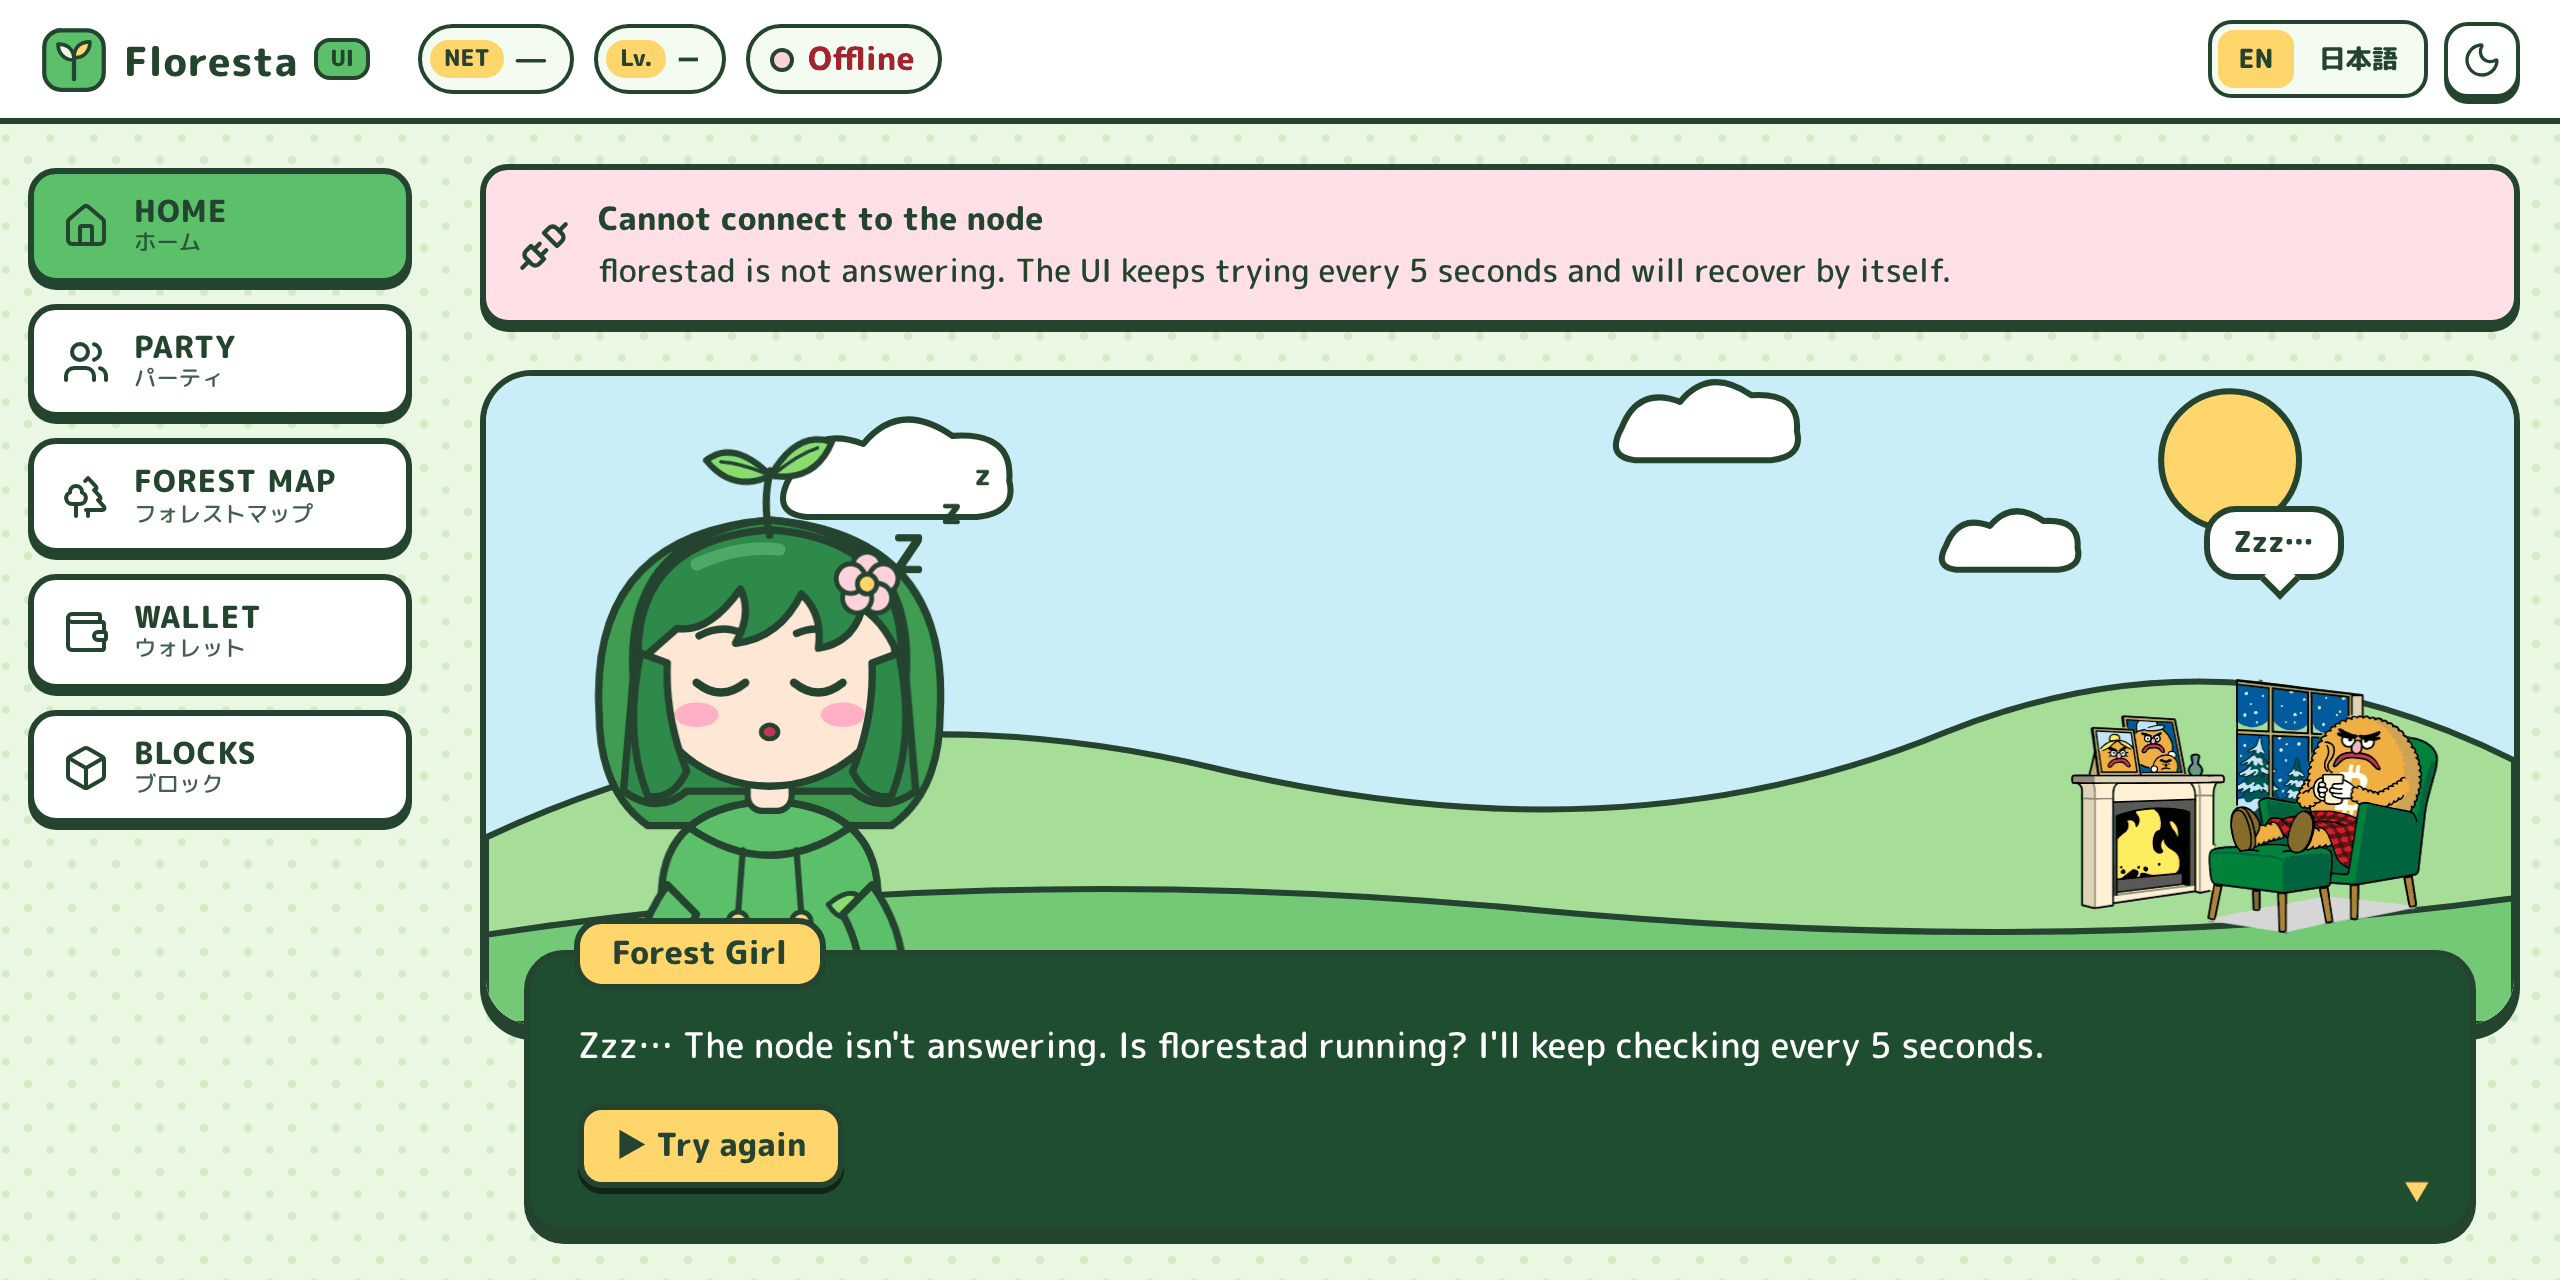 Floresta UI
NET —
Lv. –
Offline
EN 日本語
HOME
ホーム
PARTY
パーティ
FOREST MAP
フォレストマップ
WALLET
ウォレット
BLOCKS
ブロック
Cannot connect to the node
florestad is not answering. The UI keeps trying every 5 seconds and will recover by itself.
z
z
Z
Zzz…
Forest Girl
Zzz… The node isn't answering. Is florestad running? I'll keep checking every 5 seconds.
▶ Try again
▼